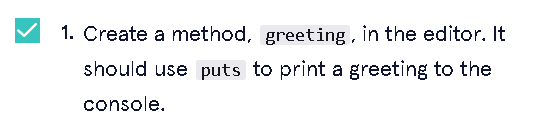 1. Create a method, greeting, in the editor. It
should use puts to print a greeting to the
console.